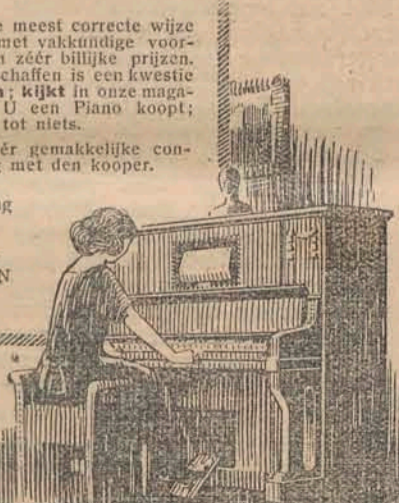 e meest correcte wijze
met vakkundige voor-
n zéér billijke prijzen.
chaffen is een kwestie
n; kijkt in onze maga-
U een Piano koopt;
tot niets.
ér gemakkelijke con-
g met den kooper.
ng
N